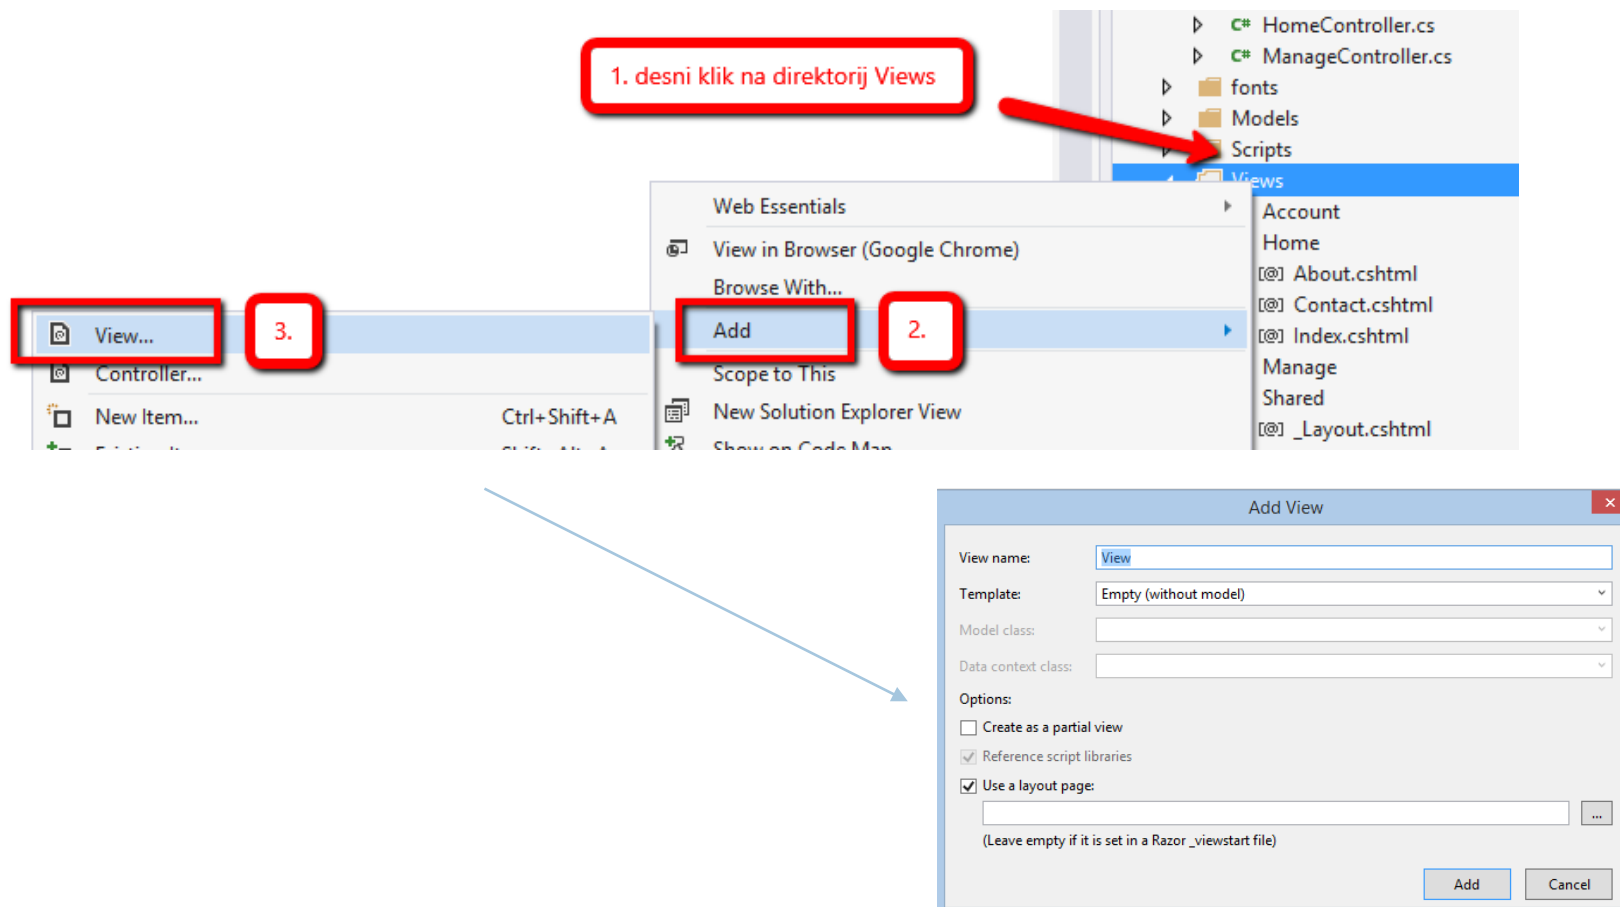 C# HomeController.cs
C# ManageController.cs
1. desni klik na direktorij Views
fonts
Models
Scripts
Views
Web Essentials
Account
View in Browser (Google Chrome)
Home
Browse With...
[@] About.cshtml
[@] Contact.cshtml
Add
2.
[@] Index.cshtml
View...
3.
Controller...
Scope to This
Manage
New Item... Ctrl+Shift+A
New Solution Explorer View
Shared
Show on Code Map
[@] _Layout.cshtml
Add View
View name: View
Template: Empty (without model)
Model class:
Data context class:
Options:
Create as a partial view
Reference script libraries
Use a layout page:
...
(Leave empty if it is set in a Razor _viewstart file)
Add Cancel